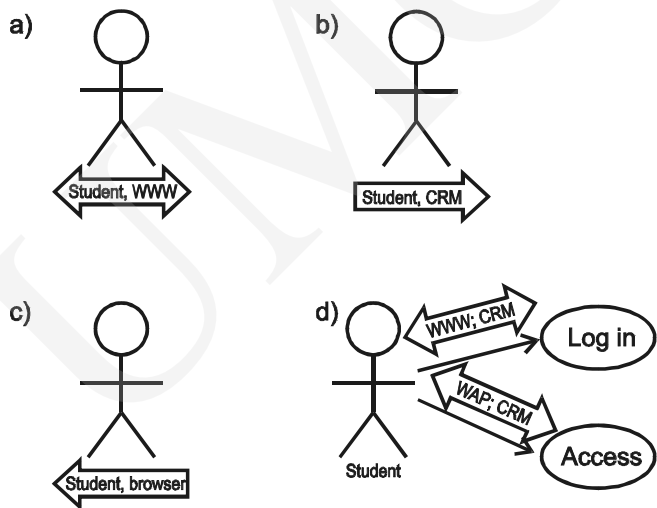 a)
Student, WWW
b)
Student, CRM
c)
Student, browser
d)
WWW; CRM
Log in
WAP; CRM
Access
Student